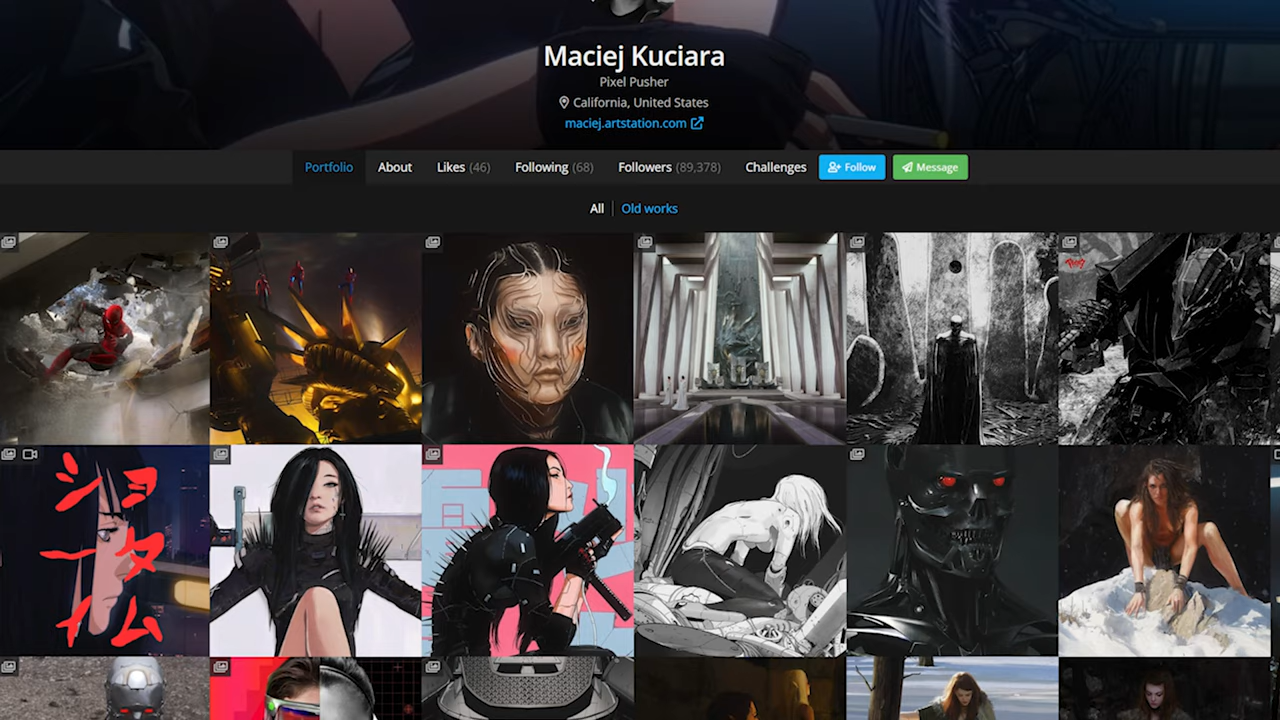 Maciej Kuciara
Pixel Pusher
California, United States
maciej.artstation.com
Portfolio About Likes (46) Following (68) Followers (89,378) Challenges Follow Message
All Old works
ショ
ータ
イム